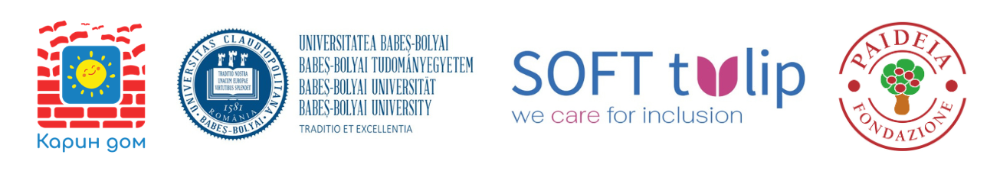 Карин дом
UNIVERSITAS CLAUDIOPOLITANA
TRADITIO NOSTRA
UNACUM EUROPAE
VIRTUTIBUS SPLENDET
1581
ROMÂNIA
BABEȘ-BOLYAI
UNIVERSITATEA BABEȘ-BOLYAI
BABEȘ-BOLYAI TUDOMÁNYEGYETEM
BABEȘ-BOLYAI UNIVERSITÄT
BABEȘ-BOLYAI UNIVERSITY
TRADITIO ET EXCELLENTIA
SOFT tulip
we care for inclusion
PAIDEIA
FONDAZIONE